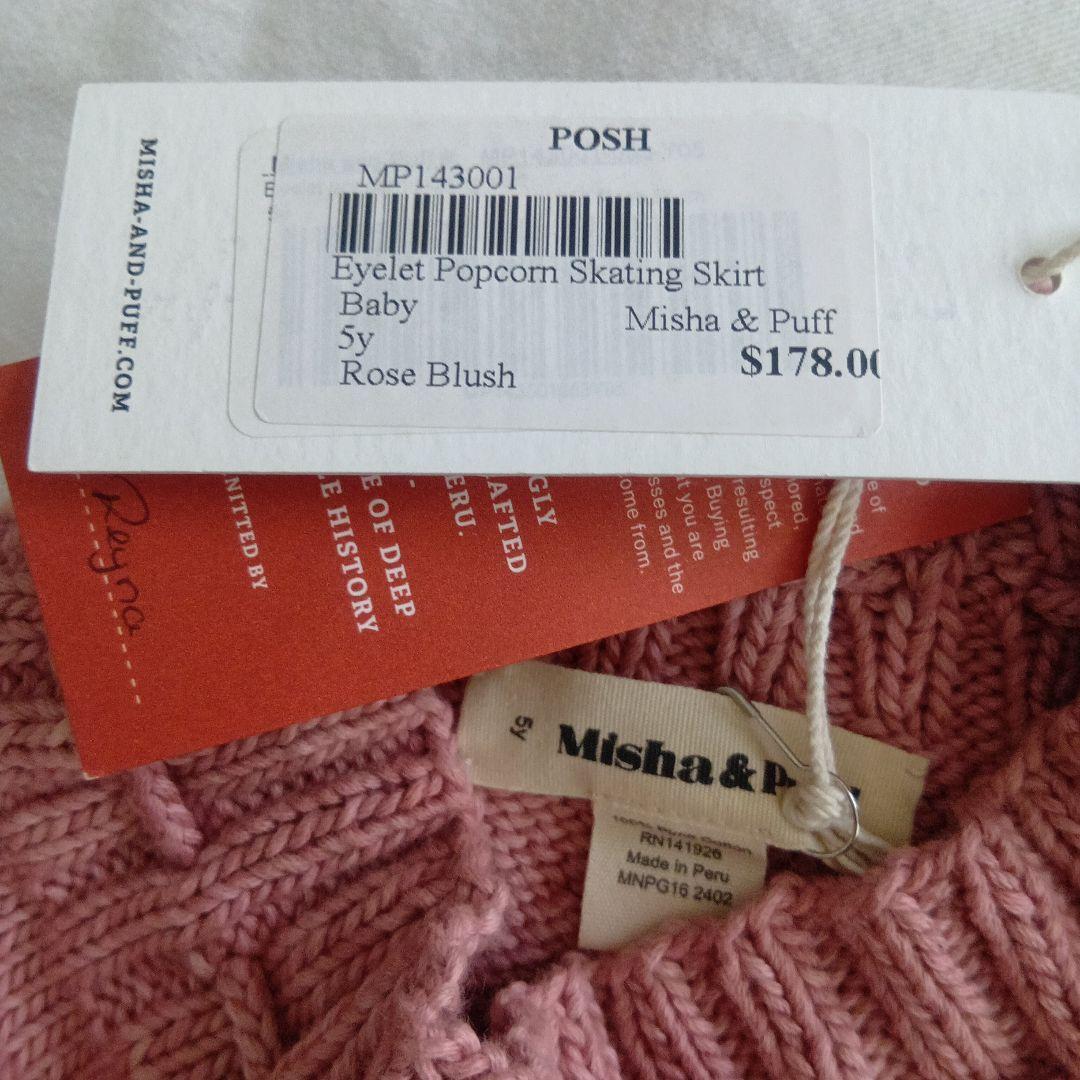 MISHA-AND-PUFF.COM
POSH
MP143001
Eyelet Popcorn Skating Skirt
Baby
Misha & Puff
5y
$178.00
Rose Blush
Reyna
NITTED BY
E HISTORY
E OF DEEP
ERU.
AFTED
GLY
ome from.
sses and the
t you are
Buying
resulting
spect
nored.
e of
5y
Misha & P
RN141926
Made in Peru
MNPG16 2402